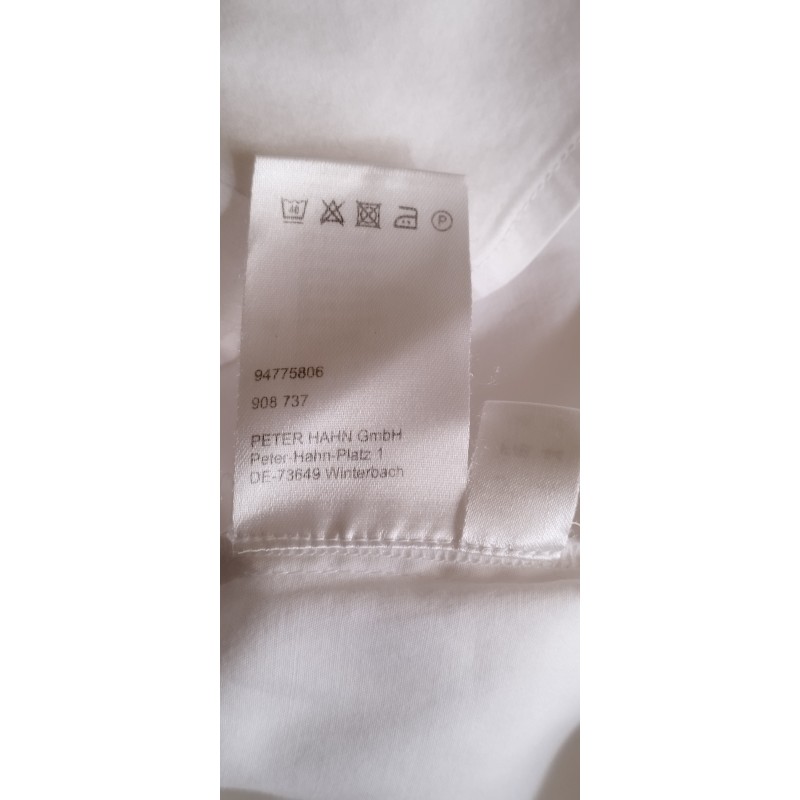 40
P
94775806
908 737
PETER HAHN GmbH
Peter-Hahn-Platz 1
DE-73649 Winterbach